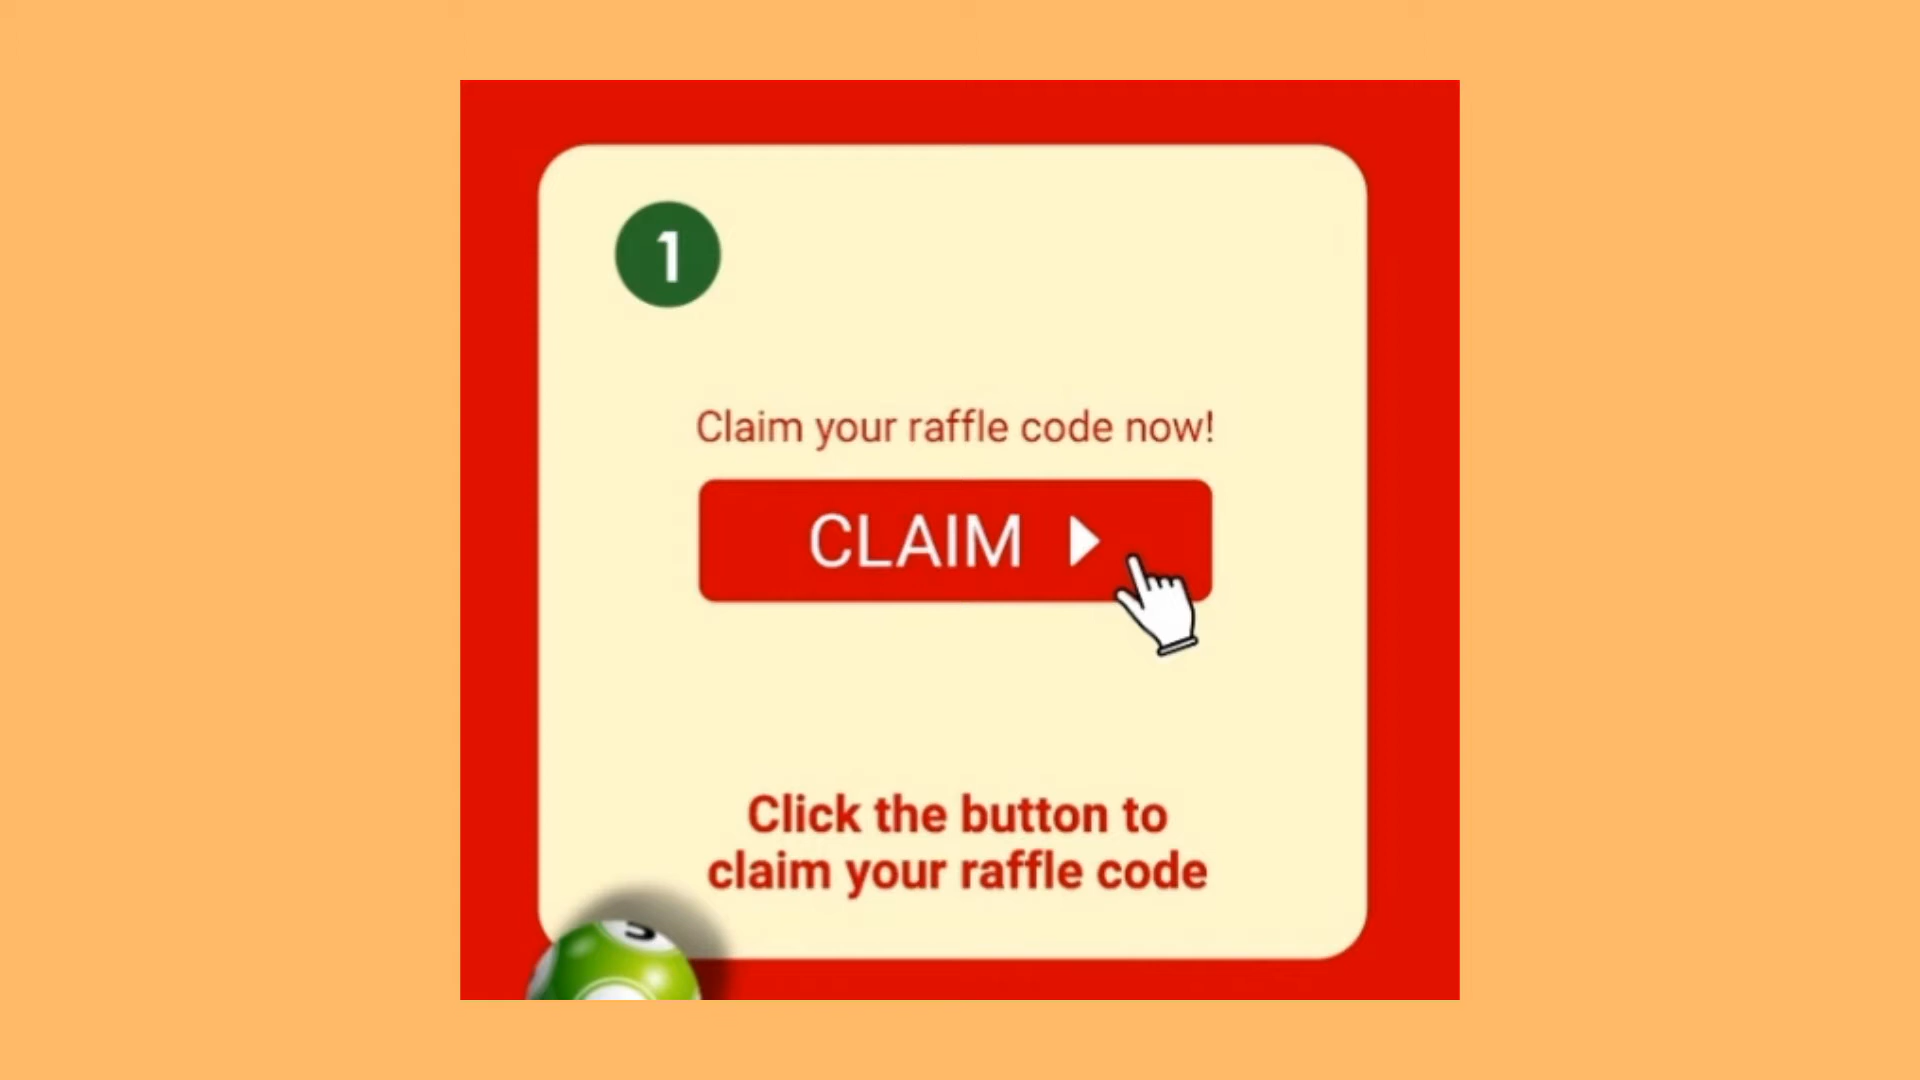 1
Claim your raffle code now!
CLAIM
Click the button to
claim your raffle code